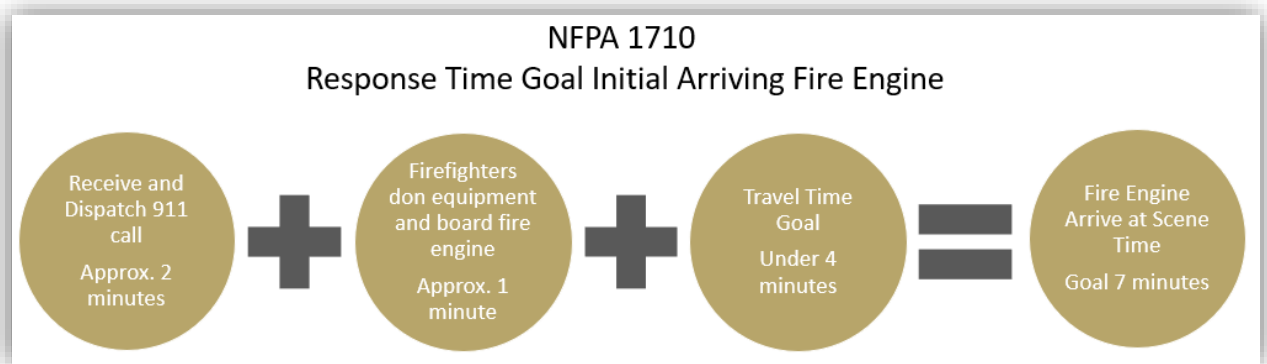 NFPA 1710
Response Time Goal Initial Arriving Fire Engine
Receive and
Dispatch 911
call
Approx. 2
minutes
Firefighters
don equipment
and board fire
engine
Approx. 1
minute
Travel Time
Goal
Under 4
minutes
Fire Engine
Arrive at Scene
Time
Goal 7 minutes